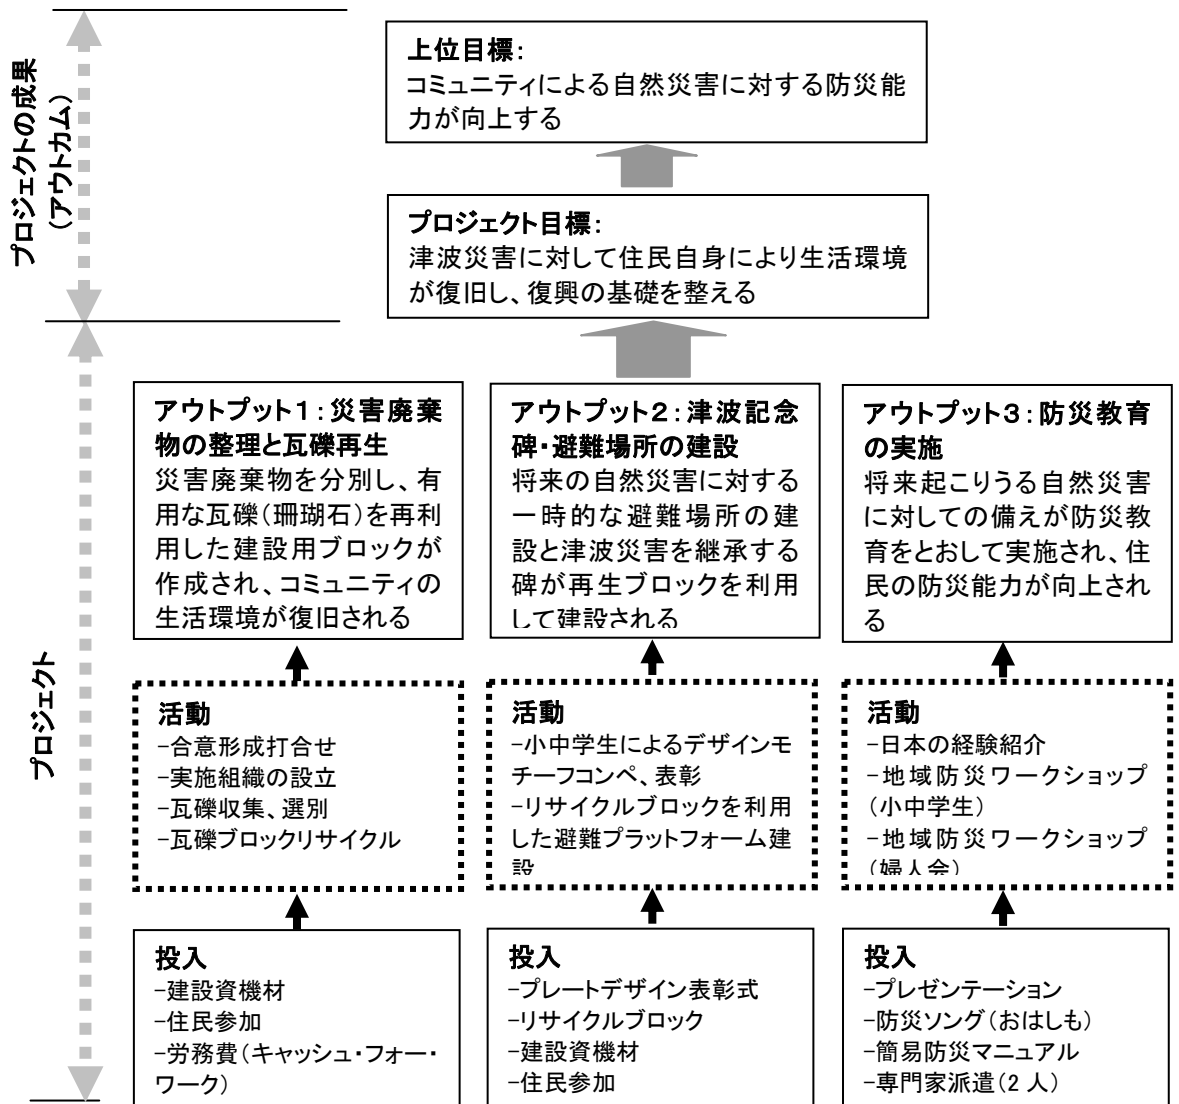 プロジェクトの成果
（アウトカム）
上位目標：
コミュニティによる自然災害に対する防災能
力が向上する
プロジェクト目標：
津波災害に対して住民自身により生活環境
が復旧し、復興の基礎を整える
プロジェクト
アウトプット１：災害廃棄
物の整理と瓦礫再生
災害廃棄物を分別し、有
用な瓦礫（珊瑚石）を再利
用した建設用ブロックが
作成され、コミュニティの
生活環境が復旧される
アウトプット２：津波記念
碑・避難場所の建設
将来の自然災害に対する
一時的な避難場所の建
設と津波災害を継承する
碑が再生ブロックを利用
して建設される
アウトプット３：防災教育
の実施
将来起こりうる自然災害
に対しての備えが防災教
育をとおして実施され、住
民の防災能力が向上され
る
活動
-合意形成打合せ
-実施組織の設立
-瓦礫収集、選別
-瓦礫ブロックリサイクル
活動
-小中学生によるデザインモ
チーフコンペ、表彰
-リサイクルブロックを利用
した避難プラットフォーム建
設
活動
-日本の経験紹介
-地域防災ワークショップ
（小中学生）
-地域防災ワークショップ
（婦人会）
投入
-建設資機材
-住民参加
-労務費（キャッシュ・フォー・
ワーク）
投入
-プレートデザイン表彰式
-リサイクルブロック
-建設資機材
-住民参加
投入
-プレゼンテーション
-防災ソング（おはしも）
-簡易防災マニュアル
-専門家派遣（2 人）